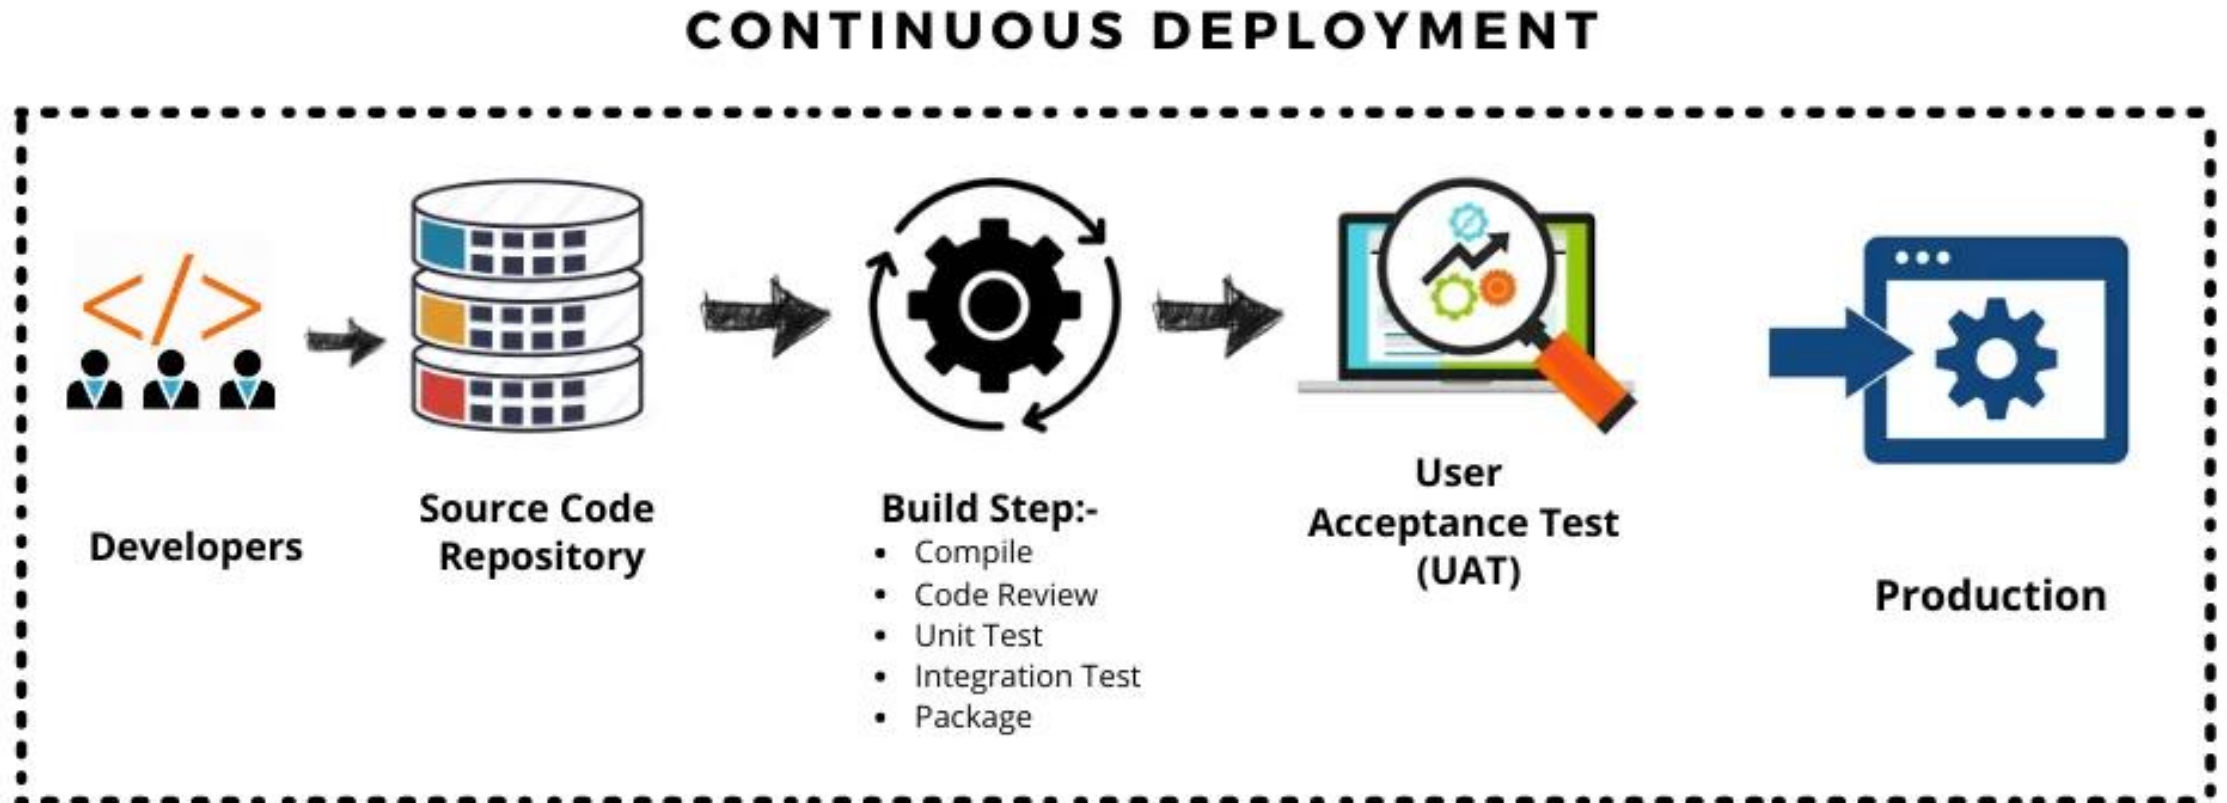 CONTINUOUS DEPLOYMENT
Developers
Source Code
Repository
Build Step:-
• Compile
• Code Review
• Unit Test
• Integration Test
• Package
User
Acceptance Test
(UAT)
Production